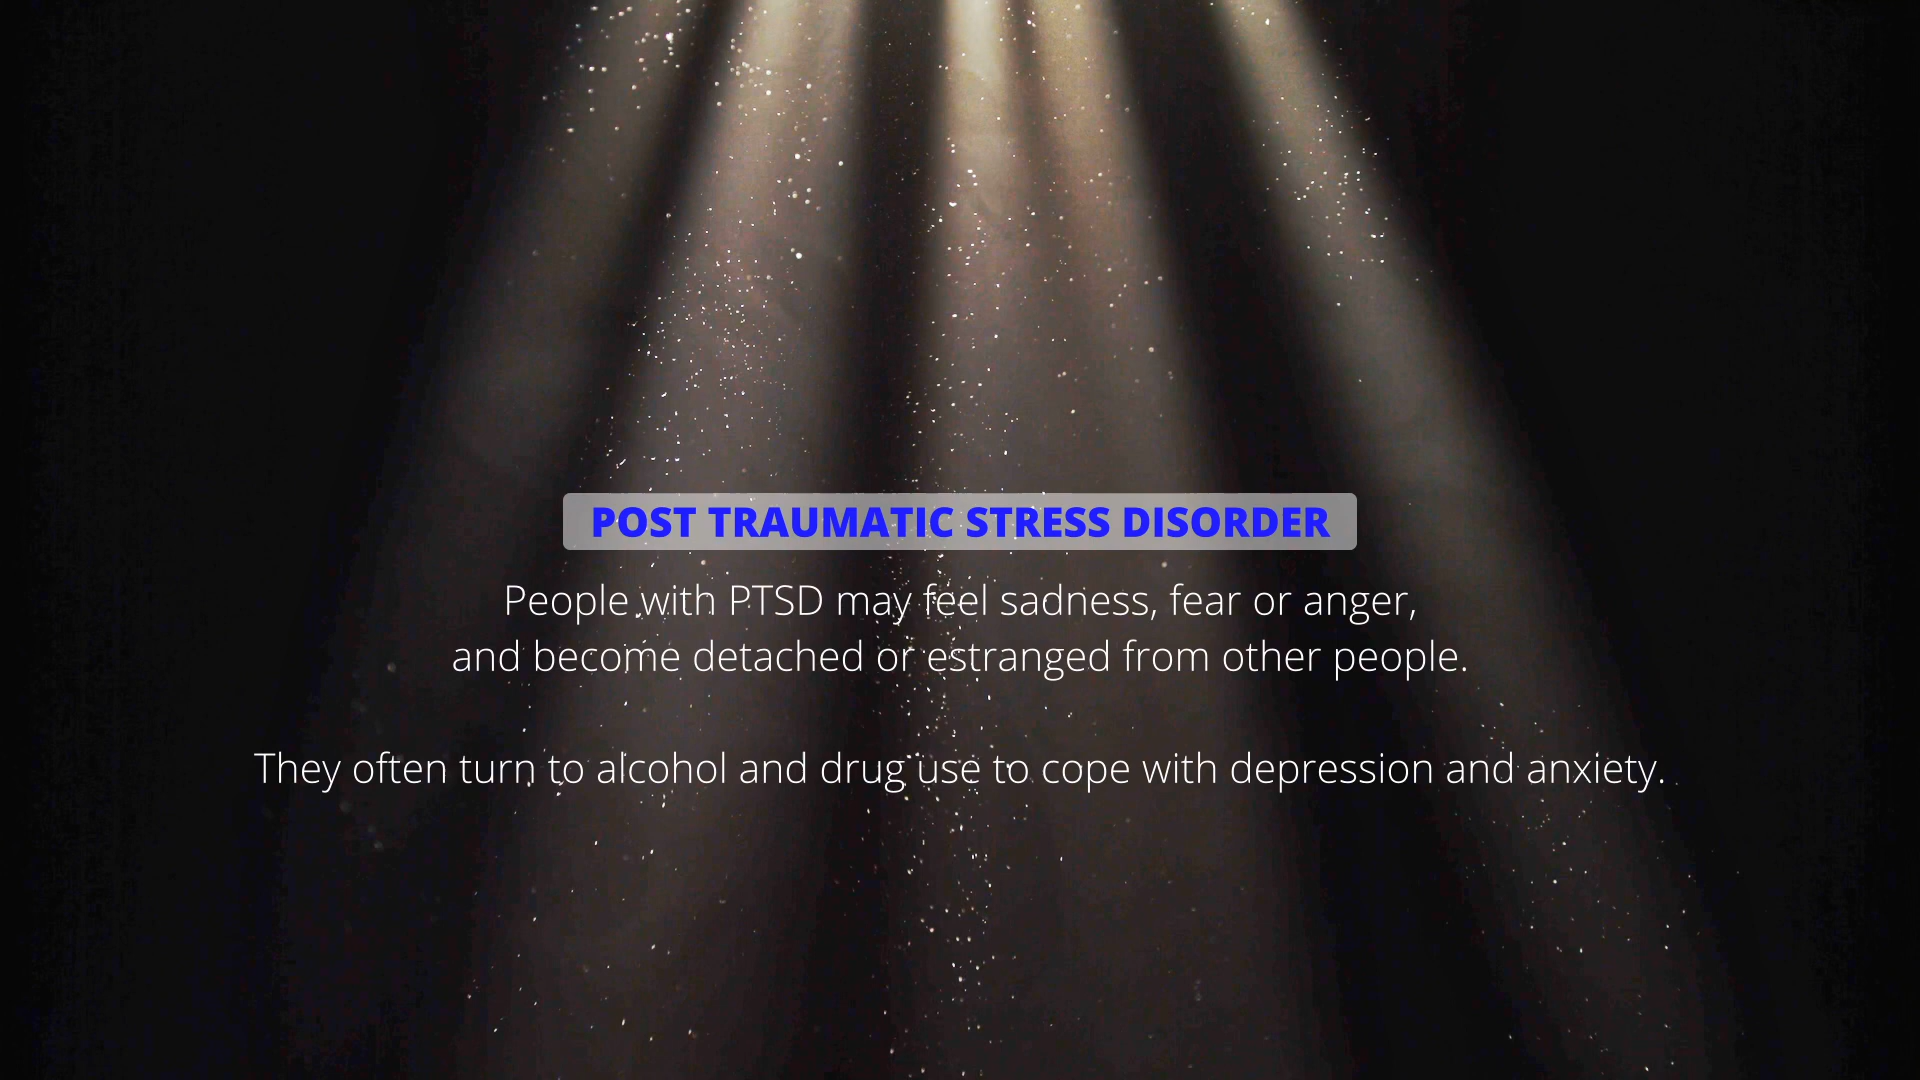 POST TRAUMATIC STRESS DISORDER
People with PTSD may feel sadness, fear or anger,
and become detached or estranged from other people.
They often turn to alcohol and drug use to cope with depression and anxiety.